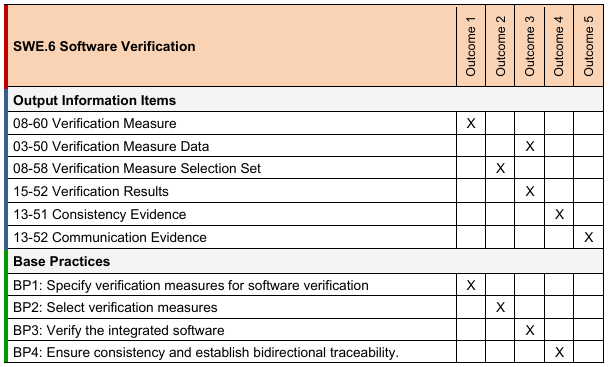 SWE.6 Software Verification Outcome 1 Outcome 2 Outcome 3 Outcome 4 Outcome 5
Output Information Items
08-60 Verification Measure X
03-50 Verification Measure Data X
08-58 Verification Measure Selection Set X
15-52 Verification Results X
13-51 Consistency Evidence X
13-52 Communication Evidence X
Base Practices
BP1: Specify verification measures for software verification X
BP2: Select verification measures X
BP3: Verify the integrated software X
BP4: Ensure consistency and establish bidirectional traceability. X